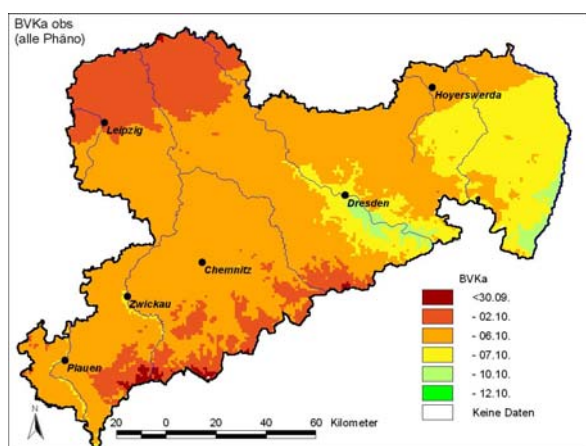 BVKa obs
(alle Phäno)
Hoyerswerda
Leipzig
Dresden
Chemnitz
Zwickau
Plauen
BVKa
<30.09.
- 02.10.
- 06.10.
- 07.10.
- 10.10.
- 12.10.
Keine Daten
N
20 0 20 40 60 Kilometer